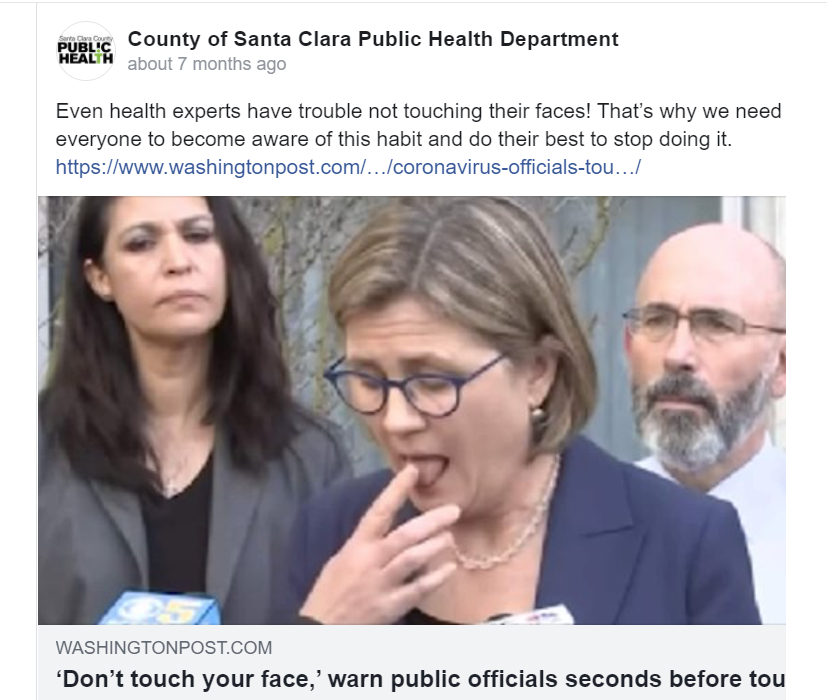 Santa Clara County
PUBLIC
HEALTH
County of Santa Clara Public Health Department
about 7 months ago
Even health experts have trouble not touching their faces! That’s why we need
everyone to become aware of this habit and do their best to stop doing it.
https://www.washingtonpost.com/…/coronavirus-officials-tou…/
5
WASHINGTONPOST.COM
‘Don’t touch your face,’ warn public officials seconds before tou